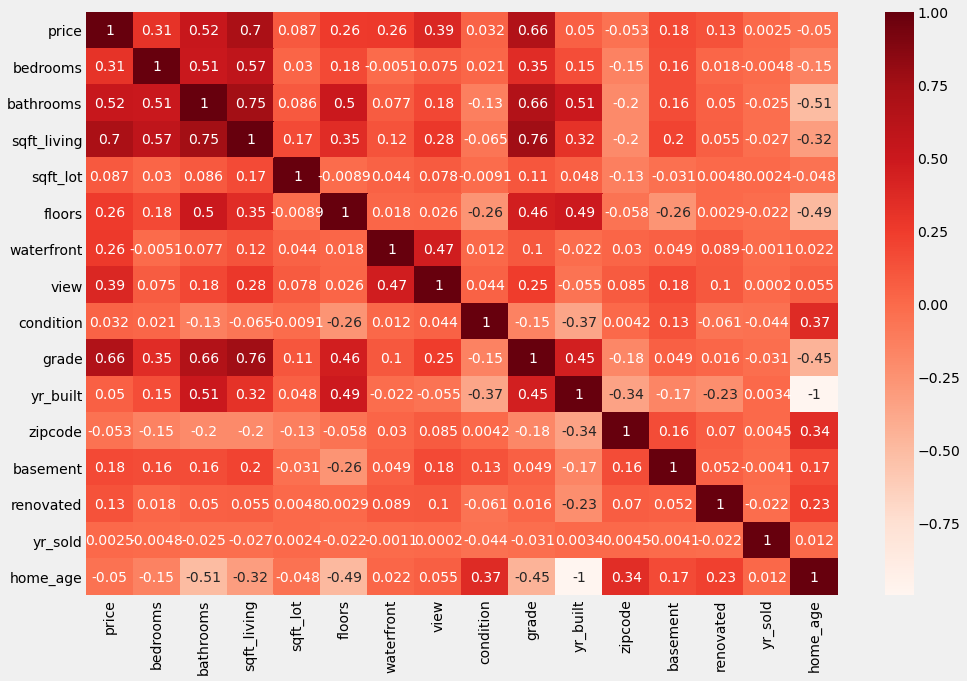 price 1 0.31 0.52 0.7 0.087 0.26 0.26 0.39 0.032 0.66 0.05 -0.053 0.18 0.13 0.0025 -0.05
bedrooms 0.31 1 0.51 0.57 0.03 0.18 -0.0051 0.075 0.021 0.35 0.15 -0.15 0.16 0.018 -0.0048 -0.15
bathrooms 0.52 0.51 1 0.75 0.086 0.5 0.077 0.18 -0.13 0.66 0.51 -0.2 0.16 0.05 -0.025 -0.51
sqft_living 0.7 0.57 0.75 1 0.17 0.35 0.12 0.28 -0.065 0.76 0.32 -0.2 0.2 0.055 -0.027 -0.32
sqft_lot 0.087 0.03 0.086 0.17 1 -0.0089 0.044 0.078 -0.0091 0.11 0.048 -0.13 -0.031 0.0048 0.0024 -0.048
floors 0.26 0.18 0.5 0.35 -0.0089 1 0.018 0.026 -0.26 0.46 0.49 -0.058 -0.26 0.0029 -0.022 -0.49
waterfront 0.26 -0.0051 0.077 0.12 0.044 0.018 1 0.47 0.012 0.1 -0.022 0.03 0.049 0.089 -0.0011 0.022
view 0.39 0.075 0.18 0.28 0.078 0.026 0.47 1 0.044 0.25 -0.055 0.085 0.18 0.1 0.0002 0.055
condition 0.032 0.021 -0.13 -0.065 -0.0091 -0.26 0.012 0.044 1 -0.15 -0.37 0.0042 0.13 -0.061 -0.044 0.37
grade 0.66 0.35 0.66 0.76 0.11 0.46 0.1 0.25 -0.15 1 0.45 -0.18 0.049 0.016 -0.031 -0.45
yr_built 0.05 0.15 0.51 0.32 0.048 0.49 -0.022 -0.055 -0.37 0.45 1 -0.34 -0.17 -0.23 0.0034 -1
zipcode -0.053 -0.15 -0.2 -0.2 -0.13 -0.058 0.03 0.085 0.0042 -0.18 -0.34 1 0.16 0.07 0.0045 0.34
basement 0.18 0.16 0.16 0.2 -0.031 -0.26 0.049 0.18 0.13 0.049 -0.17 0.16 1 0.052 -0.0041 0.17
renovated 0.13 0.018 0.05 0.055 0.0048 0.0029 0.089 0.1 -0.061 0.016 -0.23 0.07 0.052 1 -0.022 0.23
yr_sold 0.0025 -0.0048 -0.025 -0.027 0.0024 -0.022 -0.0011 0.0002 -0.044 -0.031 0.0034 0.0045 -0.0041 -0.022 1 0.012
home_age -0.05 -0.15 -0.51 -0.32 -0.048 -0.49 0.022 0.055 0.37 -0.45 -1 0.34 0.17 0.23 0.012 1
price bedrooms bathrooms sqft_living sqft_lot floors waterfront view condition grade yr_built zipcode basement renovated yr_sold home_age
1.00
0.75
0.50
0.25
0.00
−0.25
−0.50
−0.75